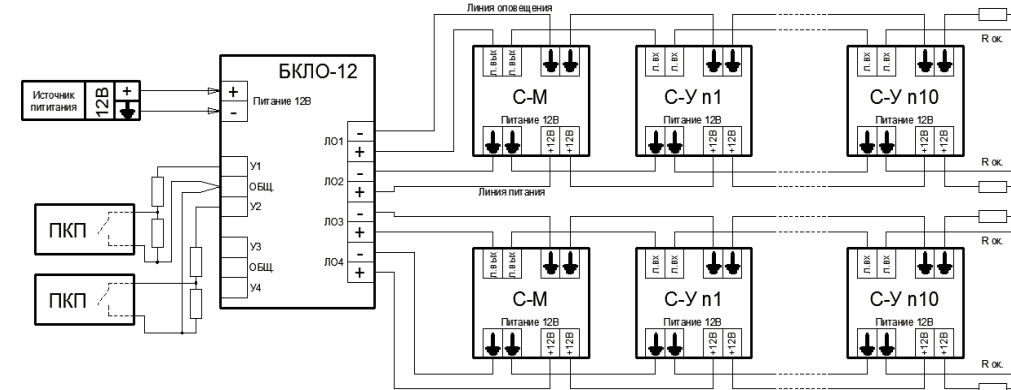 Линия оповещения
R ок.
Л. ВЫХ
Л. ВЫХ
Л. ВХ
Л. ВХ
Л. ВХ
Л. ВХ
БКЛО-12
Источник
питития
12В
+
+
-
Питание 12В
С-М
С-У n1
С-У n10
Питание 12В
Питание 12В
Питание 12В
+12В
+12В
+12В
+12В
+12В
+12В
ЛО1
-
+
ЛО2
-
+
ЛО3
-
+
ЛО4
-
+
R ок.
Линия питания
У1
ОБЩ.
У2
У3
ОБЩ.
У4
ПКП
ПКП
R ок.
Л. ВЫХ
Л. ВЫХ
Л. ВХ
Л. ВХ
Л. ВХ
Л. ВХ
С-М
С-У n1
С-У n10
Питание 12В
Питание 12В
Питание 12В
+12В
+12В
+12В
+12В
+12В
+12В
R ок.